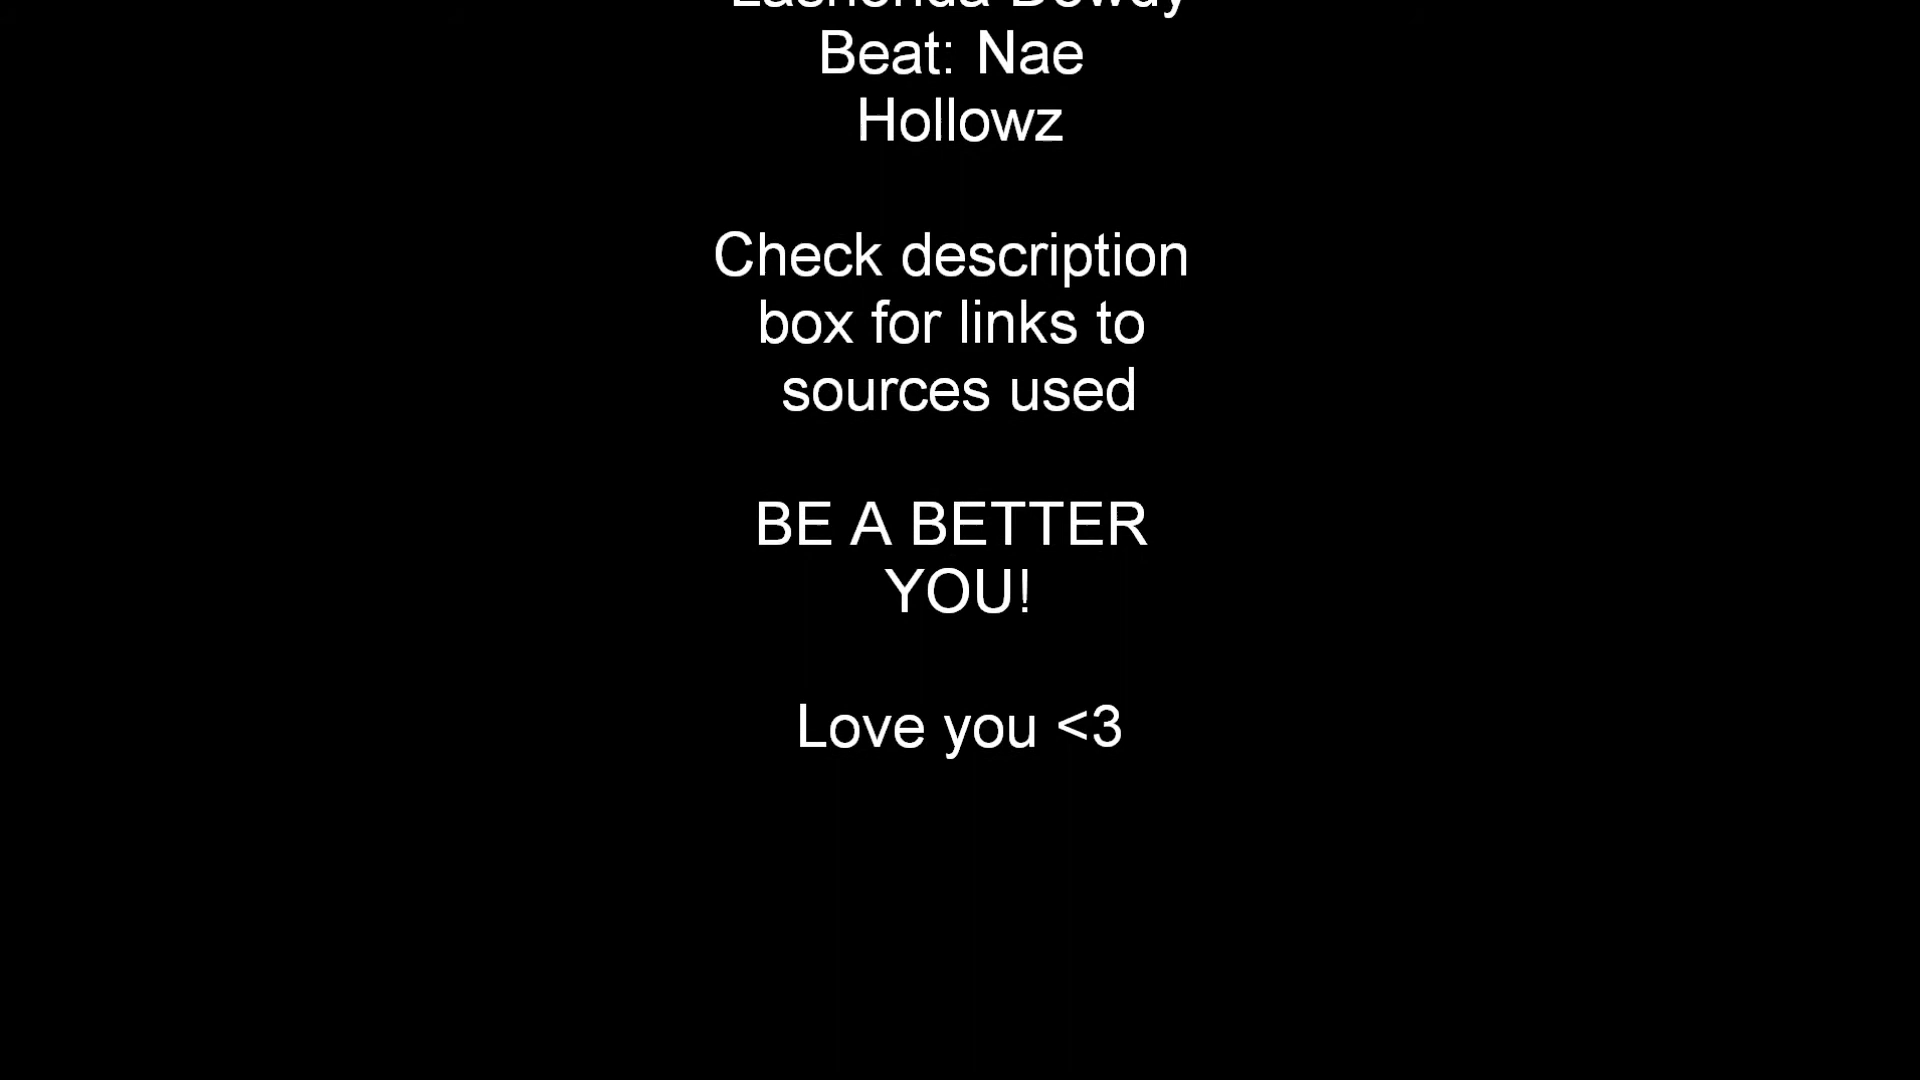 Beat: Nae
Hollowz
Check description
box for links to
sources used
BE A BETTER
YOU!
Love you <3